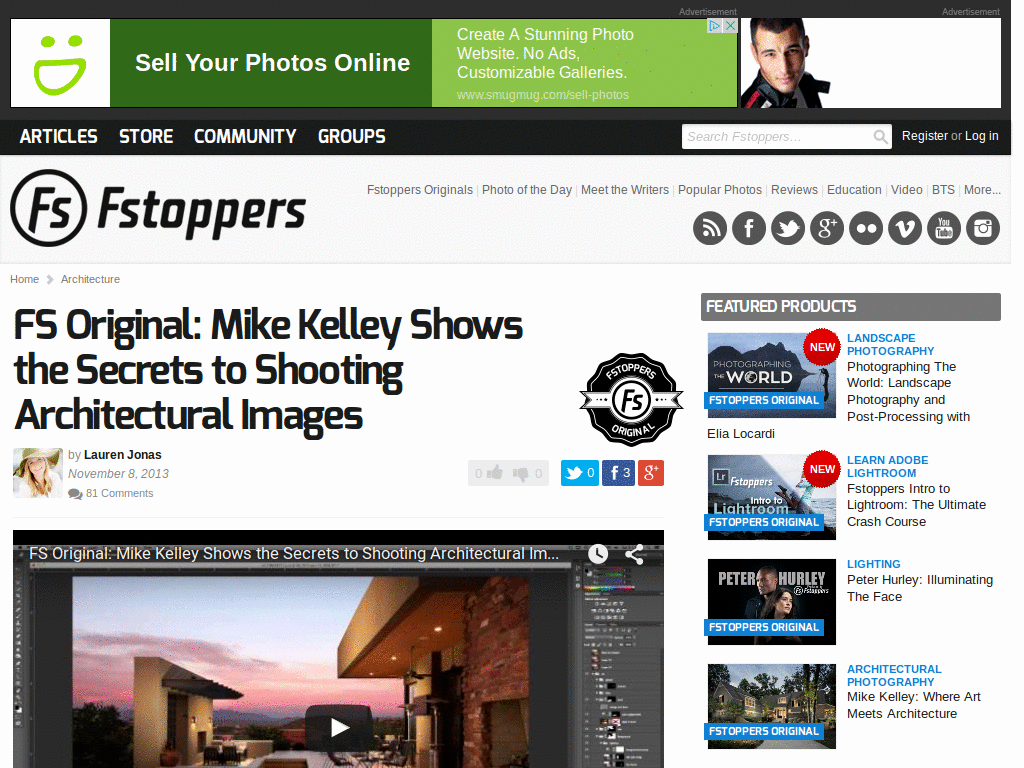 Advertisement
Advertisement
Sell Your Photos Online
Create A Stunning Photo
Website. No Ads,
Customizable Galleries.
www.smugmug.com/sell-photos
ARTICLES STORE COMMUNITY GROUPS
Search Fstoppers...
Register or Log in
Fs Fstoppers
Fstoppers Originals | Photo of the Day | Meet the Writers | Popular Photos | Reviews | Education | Video | BTS | More...
You
Tube
Home Architecture
FS Original: Mike Kelley Shows
the Secrets to Shooting
Architectural Images
FSTOPPERS
Fs
ORIGINAL
by Lauren Jonas
November 8, 2013
81 Comments
0 0
0
3
g+
FS Original: Mike Kelley Shows the Secrets to Shooting Architectural Im...
FEATURED PRODUCTS
PHOTOGRAPHING
THE WORLD
NEW
FSTOPPERS ORIGINAL
LANDSCAPE
PHOTOGRAPHY
Photographing The
World: Landscape
Photography and
Post-Processing with
Elia Locardi
Lr Fstoppers
Intro to
Lightroom
NEW
FSTOPPERS ORIGINAL
LEARN ADOBE
LIGHTROOM
Fstoppers Intro to
Lightroom: The Ultimate
Crash Course
PETER HURLEY
Fstoppers
FSTOPPERS ORIGINAL
LIGHTING
Peter Hurley: Illuminating
The Face
FSTOPPERS ORIGINAL
ARCHITECTURAL
PHOTOGRAPHY
Mike Kelley: Where Art
Meets Architecture